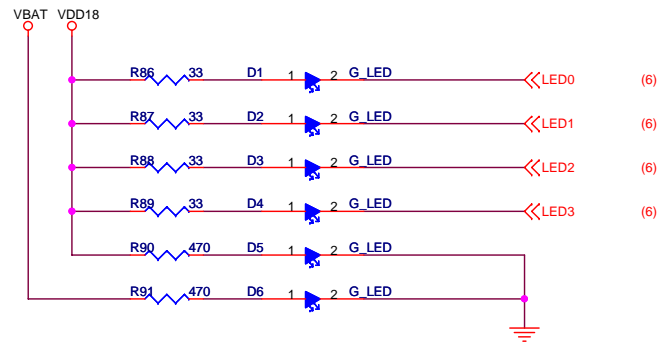 VBAT VDD18
R86 33 D1 1 2 G_LED LED0 (6)
R87 33 D2 1 2 G_LED LED1 (6)
R88 33 D3 1 2 G_LED LED2 (6)
R89 33 D4 1 2 G_LED LED3 (6)
R90 470 D5 1 2 G_LED
R91 470 D6 1 2 G_LED